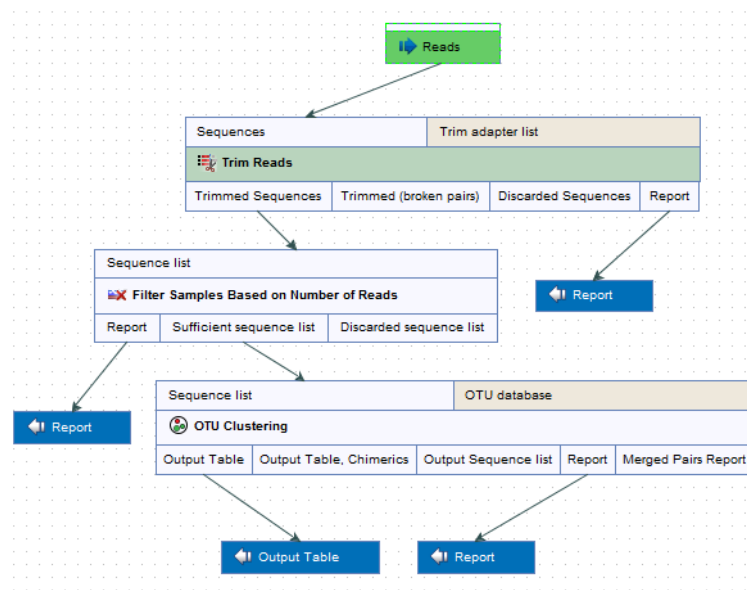 Reads
Sequences Trim adapter list
Trim Reads
Trimmed Sequences Trimmed (broken pairs) Discarded Sequences Report
Sequence list
Filter Samples Based on Number of Reads
Report
Report Sufficient sequence list Discarded sequence list
Sequence list OTU database
Report
OTU Clustering
Output Table Output Table, Chimerics Output Sequence list Report Merged Pairs Report
Output Table Report